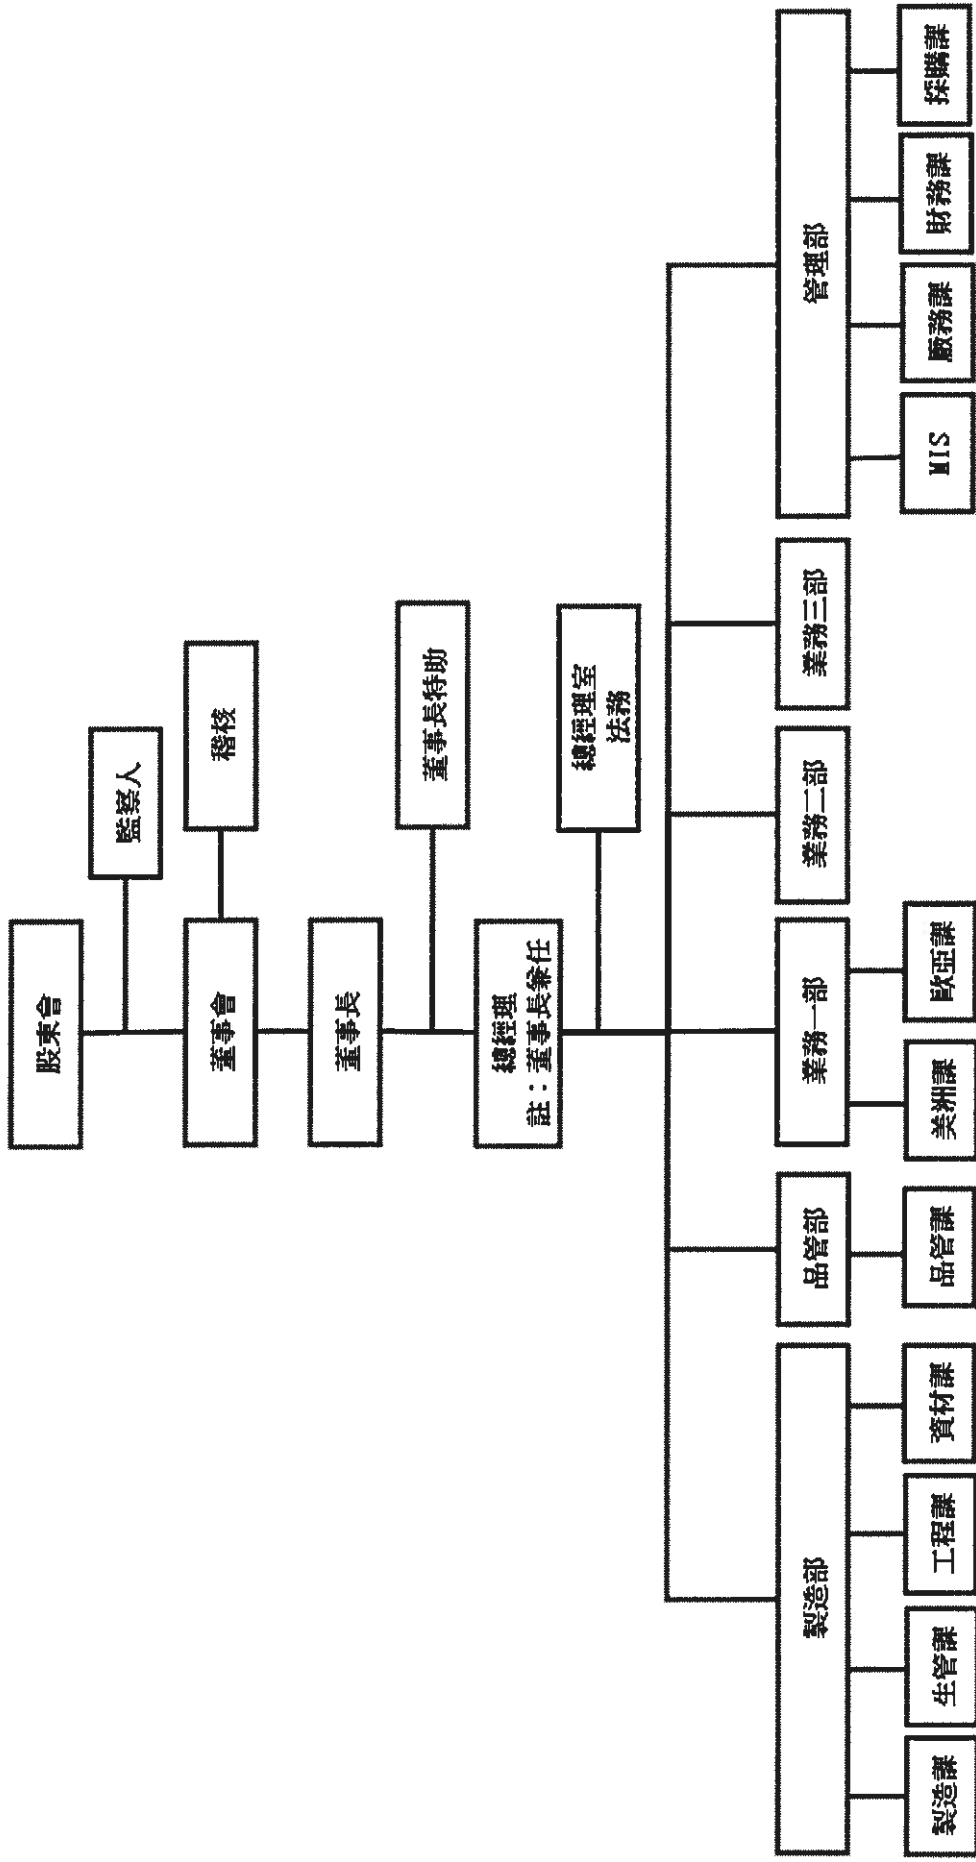 股東會
監察人
董事會
稽核
董事長
董事長特助
總經理
註：董事長兼任
總經理室
法務
製造部
品管部
業務一部
業務二部
業務三部
管理部
製造課
生管課
工程課
資材課
品管課
美洲課
歐亞課
MIS
廠務課
財務課
採購課